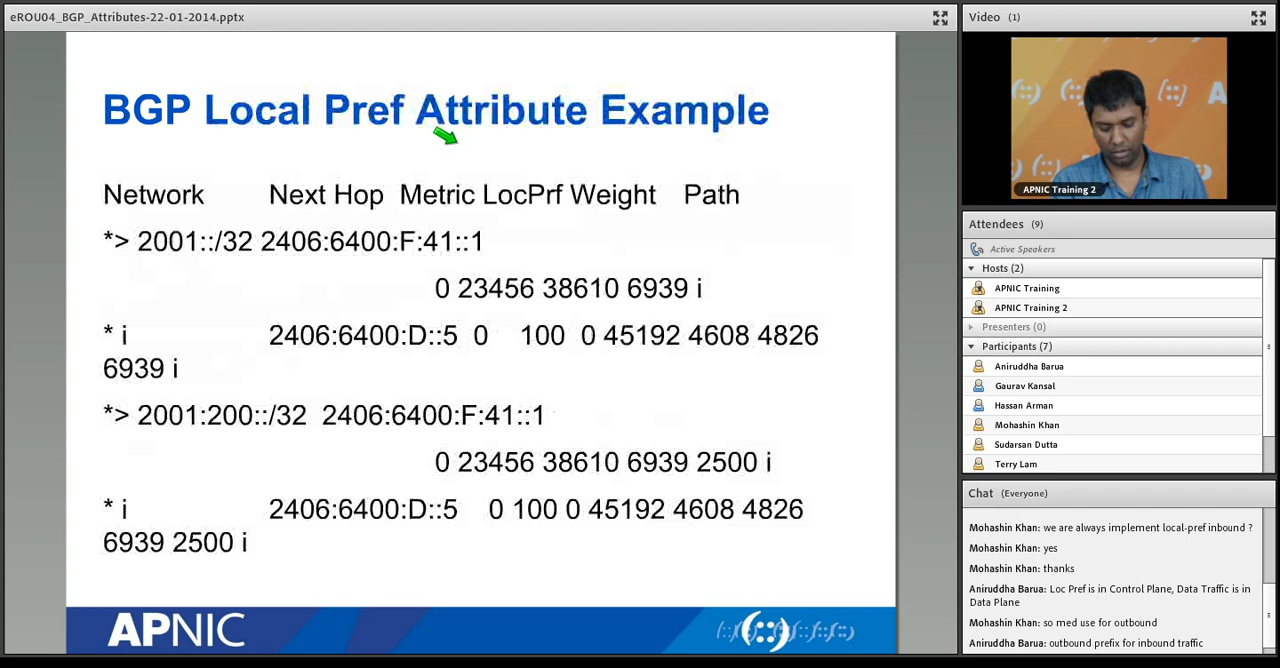 eROU04_BGP_Attributes-22-01-2014.pptx
BGP Local Pref Attribute Example
Network Next Hop Metric LocPrf Weight Path
*> 2001::/32 2406:6400:F:41::1
0 23456 38610 6939 i
* i 2406:6400:D::5 0 100 0 45192 4608 4826
6939 i
*> 2001:200::/32 2406:6400:F:41::1
0 23456 38610 6939 2500 i
* i 2406:6400:D::5 0 100 0 45192 4608 4826
6939 2500 i
APNIC
Video (1)
APNIC Training 2
Attendees (9)
Active Speakers
Hosts (2)
APNIC Training
APNIC Training 2
Presenters (0)
Participants (7)
Aniruddha Barua
Gaurav Kansal
Hassan Arman
Mohashin Khan
Sudarsan Dutta
Terry Lam
Chat (Everyone)
Mohashin Khan: we are always implement local-pref inbound ?
Mohashin Khan: yes
Mohashin Khan: thanks
Aniruddha Barua: Loc Pref is in Control Plane, Data Traffic is in
Data Plane
Mohashin Khan: so med use for outbound
Aniruddha Barua: outbound prefix for inbound traffic